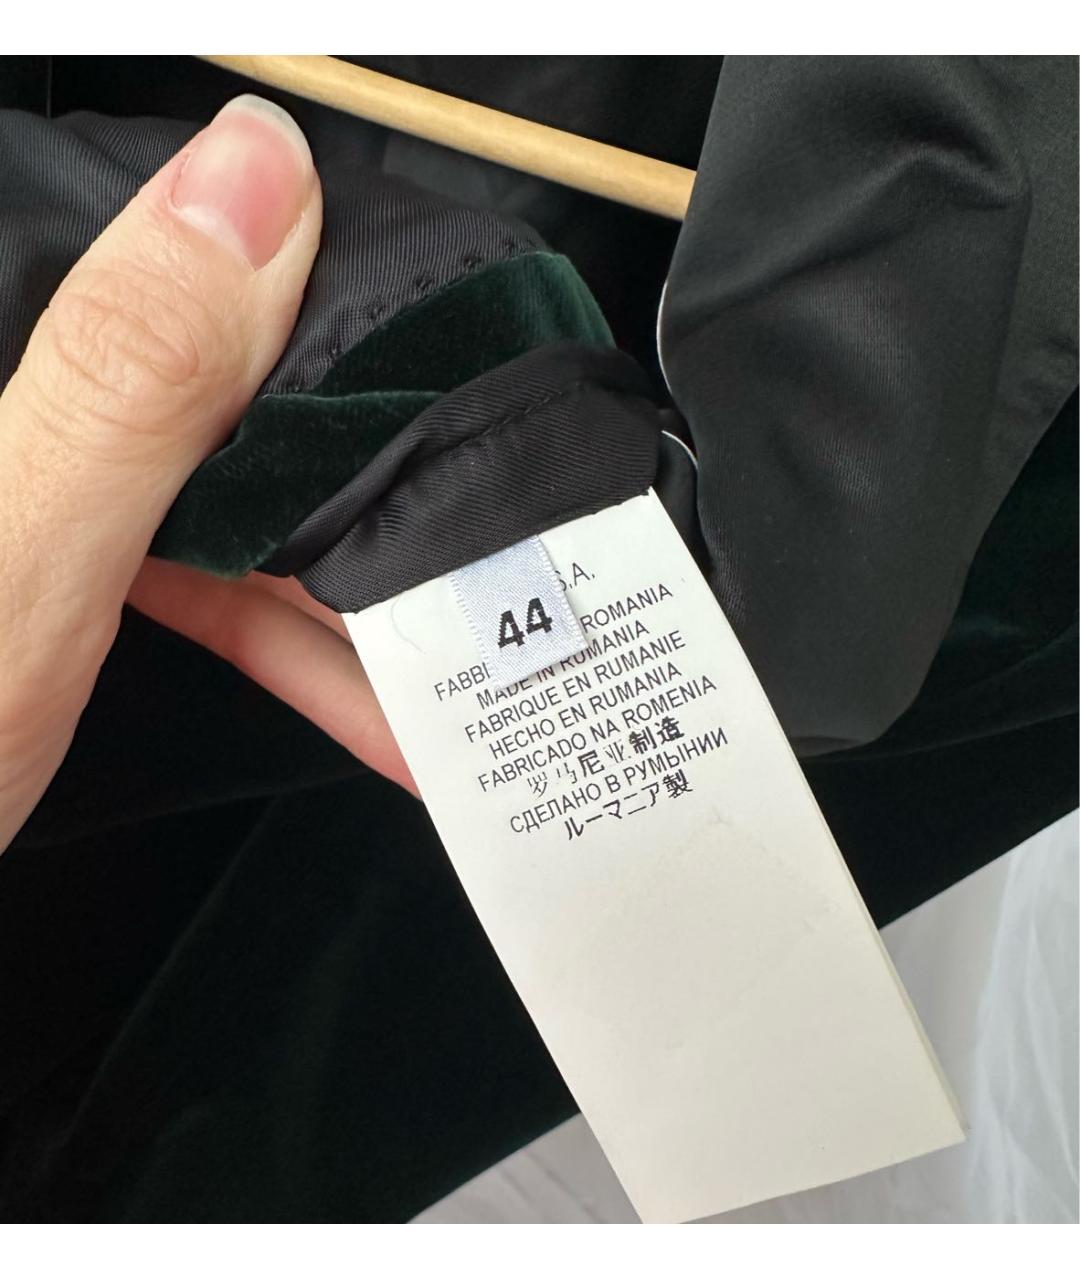 S.A.
44
ROMANIA
MADE IN RUMANIA
FABRIQUE EN RUMANIE
HECHO EN RUMANIA
FABRICADO NA ROMENIA
罗马尼亚制造
СДЕЛАНО В РУМЫНИИ
ルーマニア製